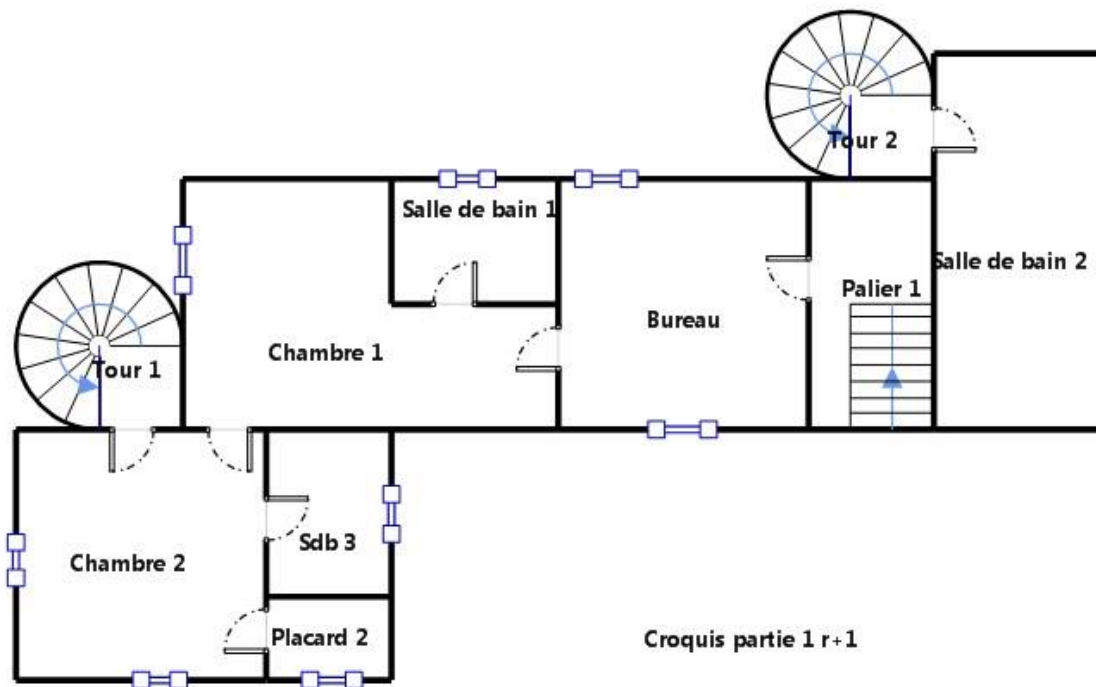 Tour 2
Salle de bain 1
Salle de bain 2
Palier 1
Bureau
Chambre 1
Tour 1
Sdb 3
Chambre 2
Placard 2
Croquis partie 1 r+1